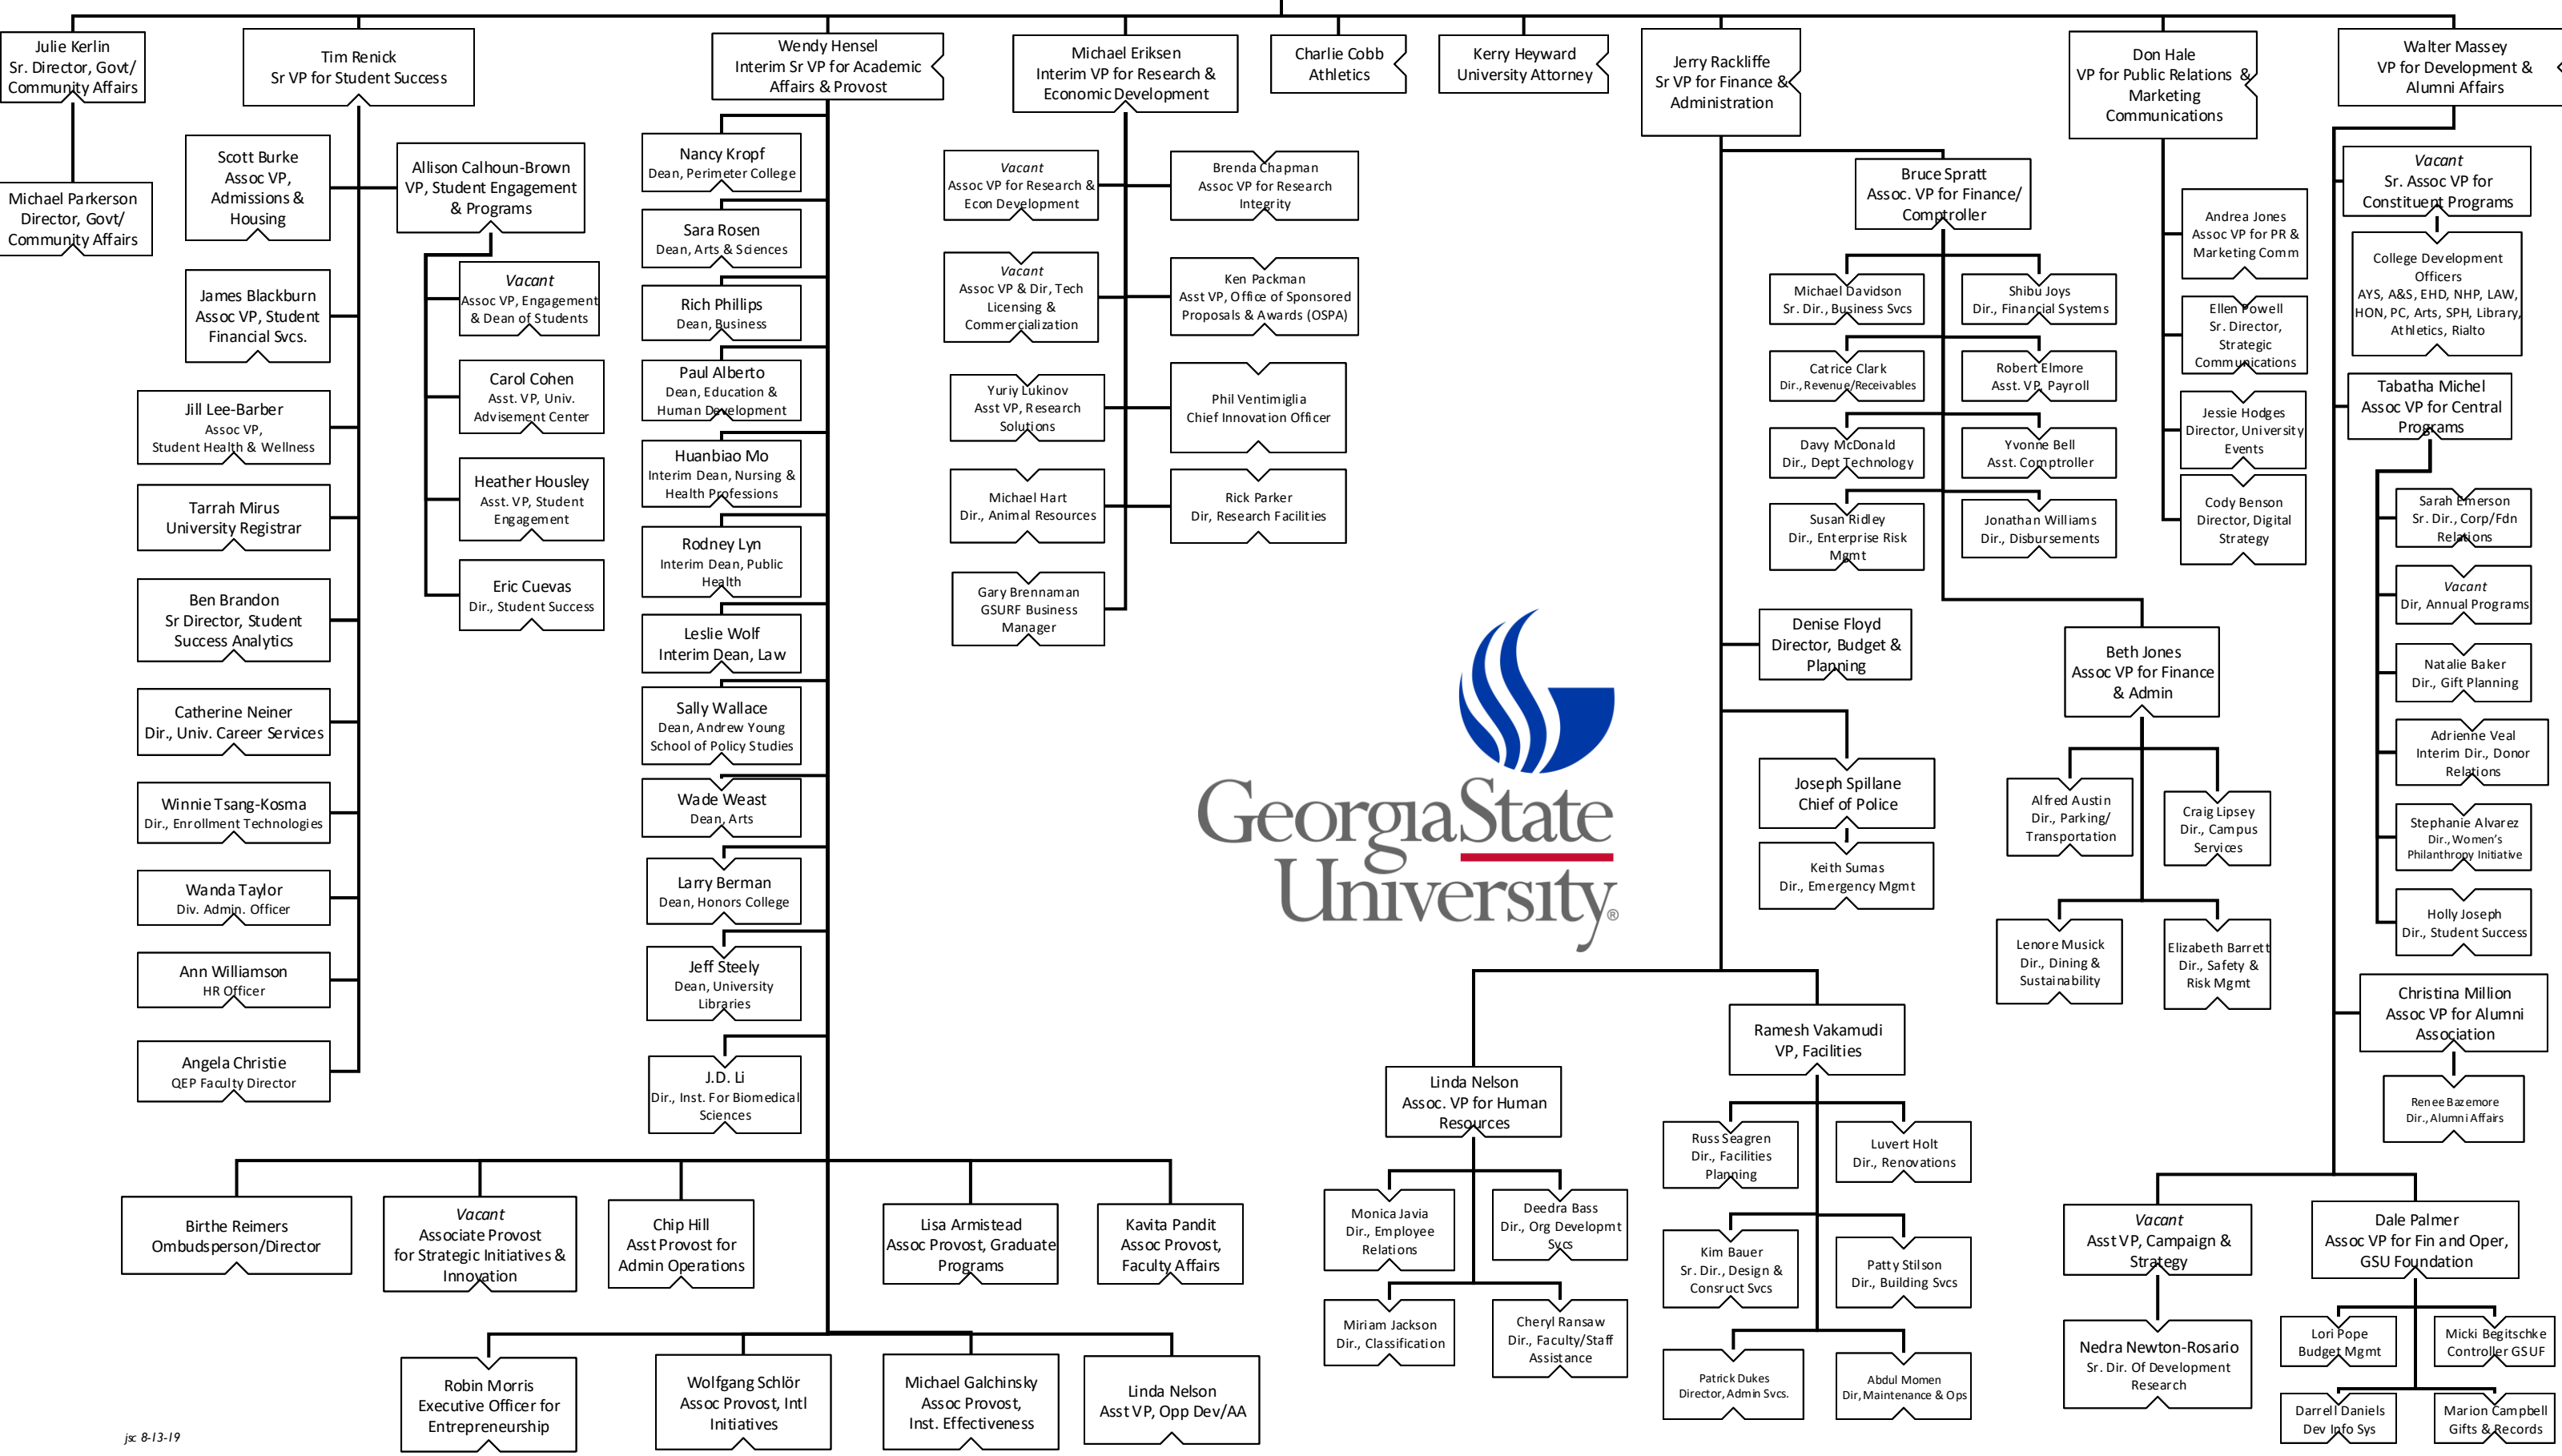 Julie Kerlin
Sr. Director, Govt/
Community Affairs
Michael Parkerson
Director, Govt/
Community Affairs
Tim Renick
Sr VP for Student Success
Scott Burke
Assoc VP,
Admissions &
Housing
James Blackburn
Assoc VP, Student
Financial Svcs.
Jill Lee-Barber
Assoc VP,
Student Health & Wellness
Tarrah Mirus
University Registrar
Ben Brandon
Sr Director, Student
Success Analytics
Catherine Neiner
Dir., Univ. Career Services
Winnie Tsang-Kosma
Dir., Enrollment Technologies
Wanda Taylor
Div. Admin. Officer
Ann Williamson
HR Officer
Angela Christie
QEP Faculty Director
Allison Calhoun-Brown
VP, Student Engagement
& Programs
Vacant
Assoc VP, Engagement
& Dean of Students
Carol Cohen
Asst. VP, Univ.
Advisement Center
Heather Housley
Asst. VP, Student
Engagement
Eric Cuevas
Dir., Student Success
Wendy Hensel
Interim Sr VP for Academic
Affairs & Provost
Nancy Kropf
Dean, Perimeter College
Sara Rosen
Dean, Arts & Sciences
Rich Phillips
Dean, Business
Paul Alberto
Dean, Education &
Human Development
Huanbiao Mo
Interim Dean, Nursing &
Health Professions
Rodney Lyn
Interim Dean, Public
Health
Leslie Wolf
Interim Dean, Law
Sally Wallace
Dean, Andrew Young
School of Policy Studies
Wade Weast
Dean, Arts
Larry Berman
Dean, Honors College
Jeff Steely
Dean, University
Libraries
J.D. Li
Dir., Inst. For Biomedical
Sciences
Birthe Reimers
Ombudsperson/Director
Vacant
Associate Provost
for Strategic Initiatives &
Innovation
Chip Hill
Asst Provost for
Admin Operations
Lisa Armistead
Assoc Provost, Graduate
Programs
Kavita Pandit
Assoc Provost,
Faculty Affairs
Robin Morris
Executive Officer for
Entrepreneurship
Wolfgang Schlör
Assoc Provost, Intl
Initiatives
Michael Galchinsky
Assoc Provost,
Inst. Effectiveness
Linda Nelson
Asst VP, Opp Dev/AA
Michael Eriksen
Interim VP for Research &
Economic Development
Vacant
Assoc VP for Research &
Econ Development
Brenda Chapman
Assoc VP for Research
Integrity
Vacant
Assoc VP & Dir, Tech
Licensing &
Commercialization
Ken Packman
Asst VP, Office of Sponsored
Proposals & Awards (OSPA)
Yuriy Lukinov
Asst VP, Research
Solutions
Phil Ventimiglia
Chief Innovation Officer
Michael Hart
Dir., Animal Resources
Rick Parker
Dir, Research Facilities
Gary Brennaman
GSURF Business
Manager
Charlie Cobb
Athletics
Kerry Heyward
University Attorney
Jerry Rackliffe
Sr VP for Finance &
Administration
Bruce Spratt
Assoc. VP for Finance/
Comptroller
Michael Davidson
Sr. Dir., Business Svcs
Shibu Joys
Dir., Financial Systems
Catrice Clark
Dir., Revenue/Receivables
Robert Elmore
Asst. VP, Payroll
Davy McDonald
Dir., Dept Technology
Yvonne Bell
Asst. Comptroller
Susan Ridley
Dir., Enterprise Risk
Mgmt
Jonathan Williams
Dir., Disbursements
Denise Floyd
Director, Budget &
Planning
Beth Jones
Assoc VP for Finance
& Admin
Alfred Austin
Dir., Parking/
Transportation
Craig Lipsey
Dir., Campus
Services
Lenore Musick
Dir., Dining &
Sustainability
Elizabeth Barrett
Dir., Safety &
Risk Mgmt
Joseph Spillane
Chief of Police
Keith Sumas
Dir., Emergency Mgmt
Linda Nelson
Assoc. VP for Human
Resources
Monica Javia
Dir., Employee
Relations
Deedra Bass
Dir., Org Developmt
Svcs
Miriam Jackson
Dir., Classification
Cheryl Ransaw
Dir., Faculty/Staff
Assistance
Ramesh Vakamudi
VP, Facilities
Russ Seagren
Dir., Facilities
Planning
Luvert Holt
Dir., Renovations
Kim Bauer
Sr. Dir., Design &
Consruct Svcs
Patty Stilson
Dir., Building Svcs
Patrick Dukes
Director, Admin Svcs.
Abdul Momen
Dir, Maintenance & Ops
Don Hale
VP for Public Relations &
Marketing
Communications
Andrea Jones
Assoc VP for PR &
Marketing Comm
Ellen Powell
Sr. Director,
Strategic
Communications
Jessie Hodges
Director, University
Events
Cody Benson
Director, Digital
Strategy
Walter Massey
VP for Development &
Alumni Affairs
Vacant
Sr. Assoc VP for
Constituent Programs
College Development
Officers
AYS, A&S, EHD, NHP, LAW,
HON, PC, Arts, SPH, Library,
Athletics, Rialto
Tabatha Michel
Assoc VP for Central
Programs
Sarah Emerson
Sr. Dir., Corp/Fdn
Relations
Vacant
Dir, Annual Programs
Natalie Baker
Dir., Gift Planning
Adrienne Veal
Interim Dir., Donor
Relations
Stephanie Alvarez
Dir., Women's
Philanthropy Initiative
Holly Joseph
Dir., Student Success
Christina Million
Assoc VP for Alumni
Association
Renee Bazemore
Dir., Alumni Affairs
Vacant
Asst VP, Campaign &
Strategy
Nedra Newton-Rosario
Sr. Dir. Of Development
Research
Dale Palmer
Assoc VP for Fin and Oper,
GSU Foundation
Lori Pope
Budget Mgmt
Micki Begitschke
Controller GSUF
Darrell Daniels
Dev Info Sys
Marion Campbell
Gifts & Records
GeorgiaState
University®
jsc 8-13-19